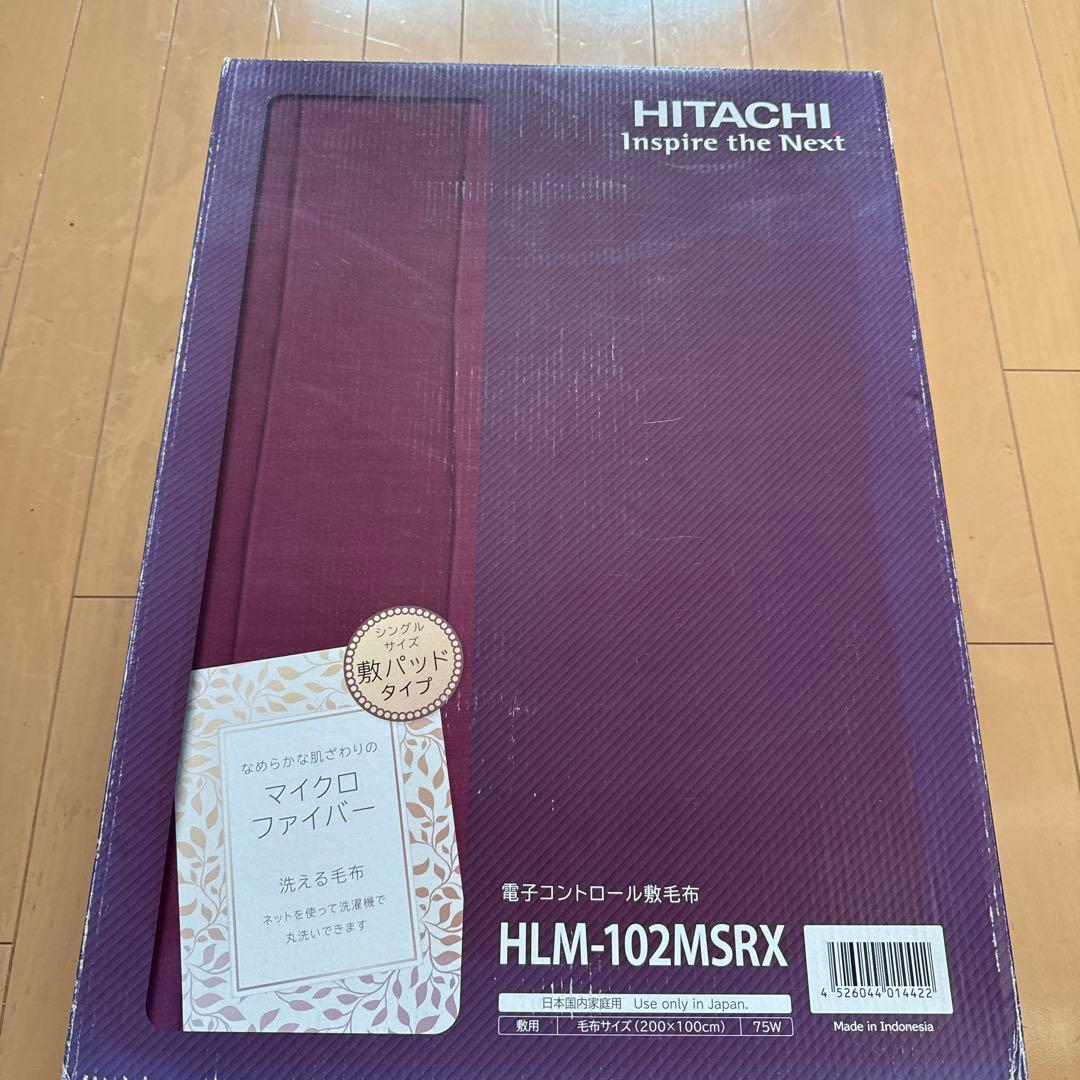 HITACHI
Inspire the Next
シングル
サイズ
敷パッド
タイプ
なめらかな肌ざわりの
マイクロ
ファイバー
洗える毛布
ネットを使って洗濯機で
丸洗いできます
電子コントロール敷毛布
HLM-102MSRX
日本国内家庭用 Use only in Japan.
敷用 毛布サイズ(200×100cm) 75W
4 526044 014422
Made in Indonesia